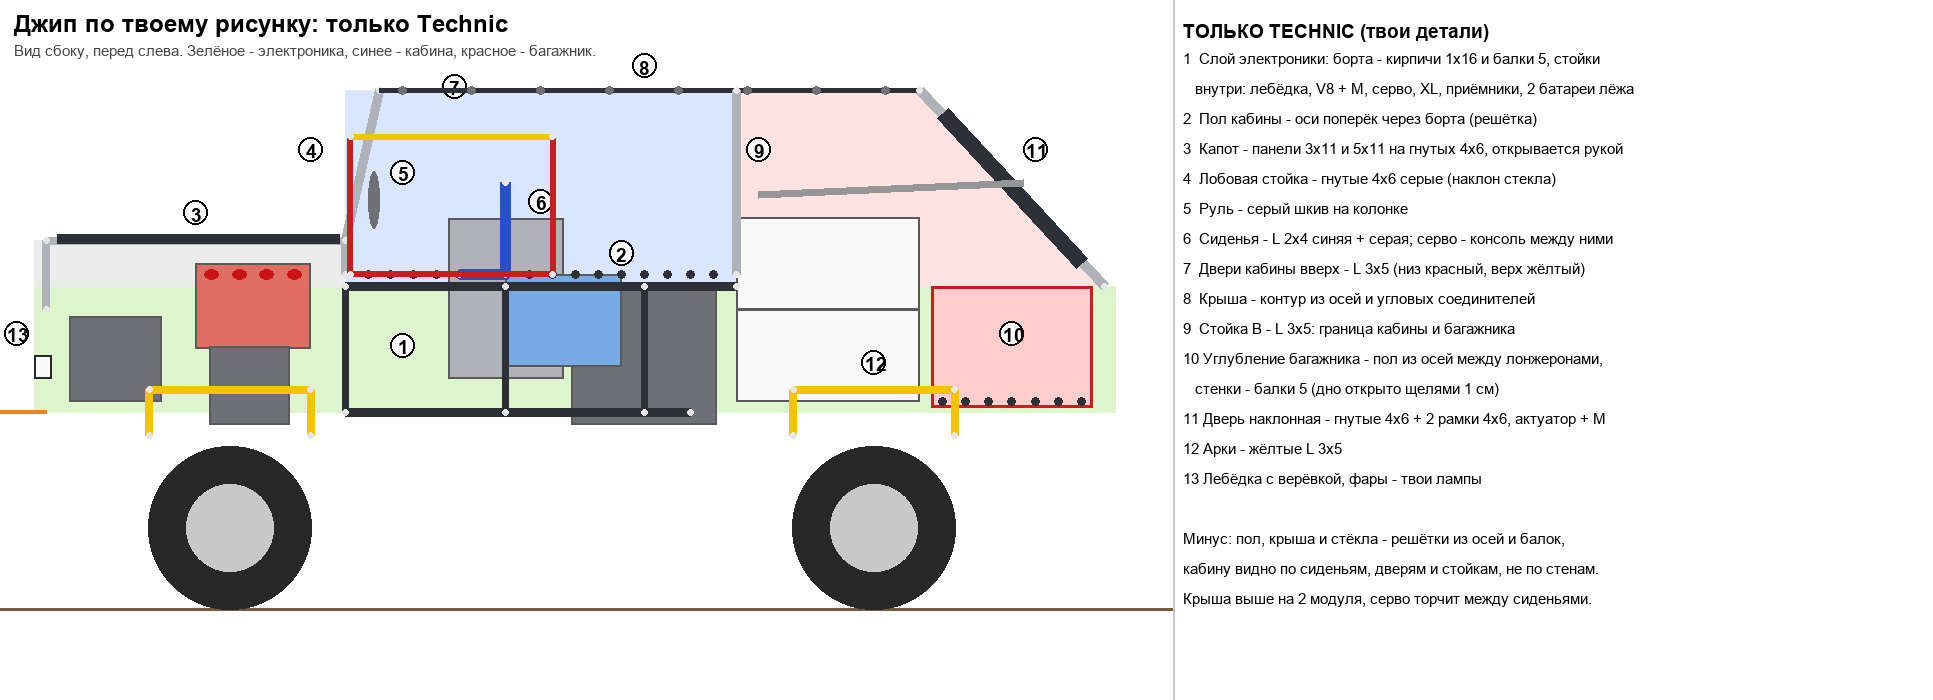 Джип по твоему рисунку: только Technic
Вид сбоку, перед слева. Зелёное - электроника, синее - кабина, красное - багажник.
8
7
4
9
11
5
6
3
2
13
1
10
12
ТОЛЬКО TECHNIC (твои детали)
1 Слой электроники: борта - кирпичи 1x16 и балки 5, стойки
внутри: лебёдка, V8 + M, серво, XL, приёмники, 2 батареи лёжа
2 Пол кабины - оси поперёк через борта (решётка)
3 Капот - панели 3x11 и 5x11 на гнутых 4x6, открывается рукой
4 Лобовая стойка - гнутые 4x6 серые (наклон стекла)
5 Руль - серый шкив на колонке
6 Сиденья - L 2x4 синяя + серая; серво - консоль между ними
7 Двери кабины вверх - L 3x5 (низ красный, верх жёлтый)
8 Крыша - контур из осей и угловых соединителей
9 Стойка B - L 3x5: граница кабины и багажника
10 Углубление багажника - пол из осей между лонжеронами,
стенки - балки 5 (дно открыто щелями 1 см)
11 Дверь наклонная - гнутые 4x6 + 2 рамки 4x6, актуатор + M
12 Арки - жёлтые L 3x5
13 Лебёдка с верёвкой, фары - твои лампы
Минус: пол, крыша и стёкла - решётки из осей и балок,
кабину видно по сиденьям, дверям и стойкам, не по стенам.
Крыша выше на 2 модуля, серво торчит между сиденьями.